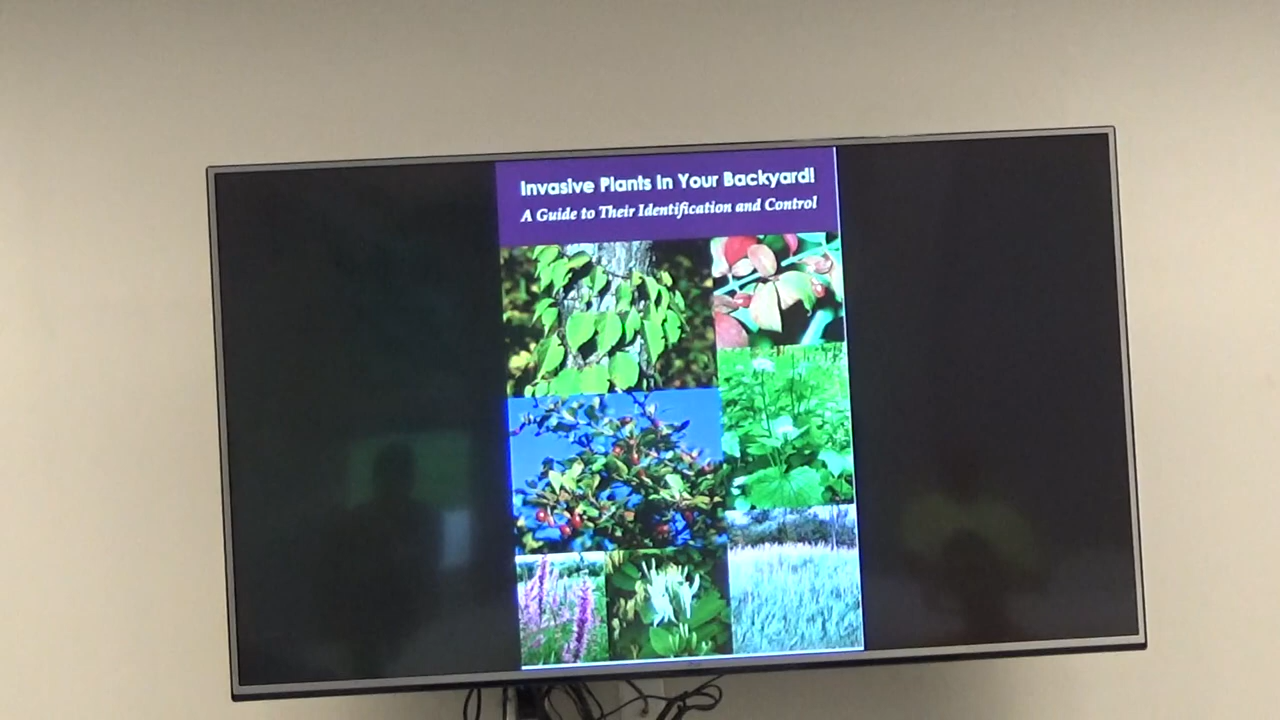 Invasive Plants In Your Backyard!
A Guide to Their Identification and Control